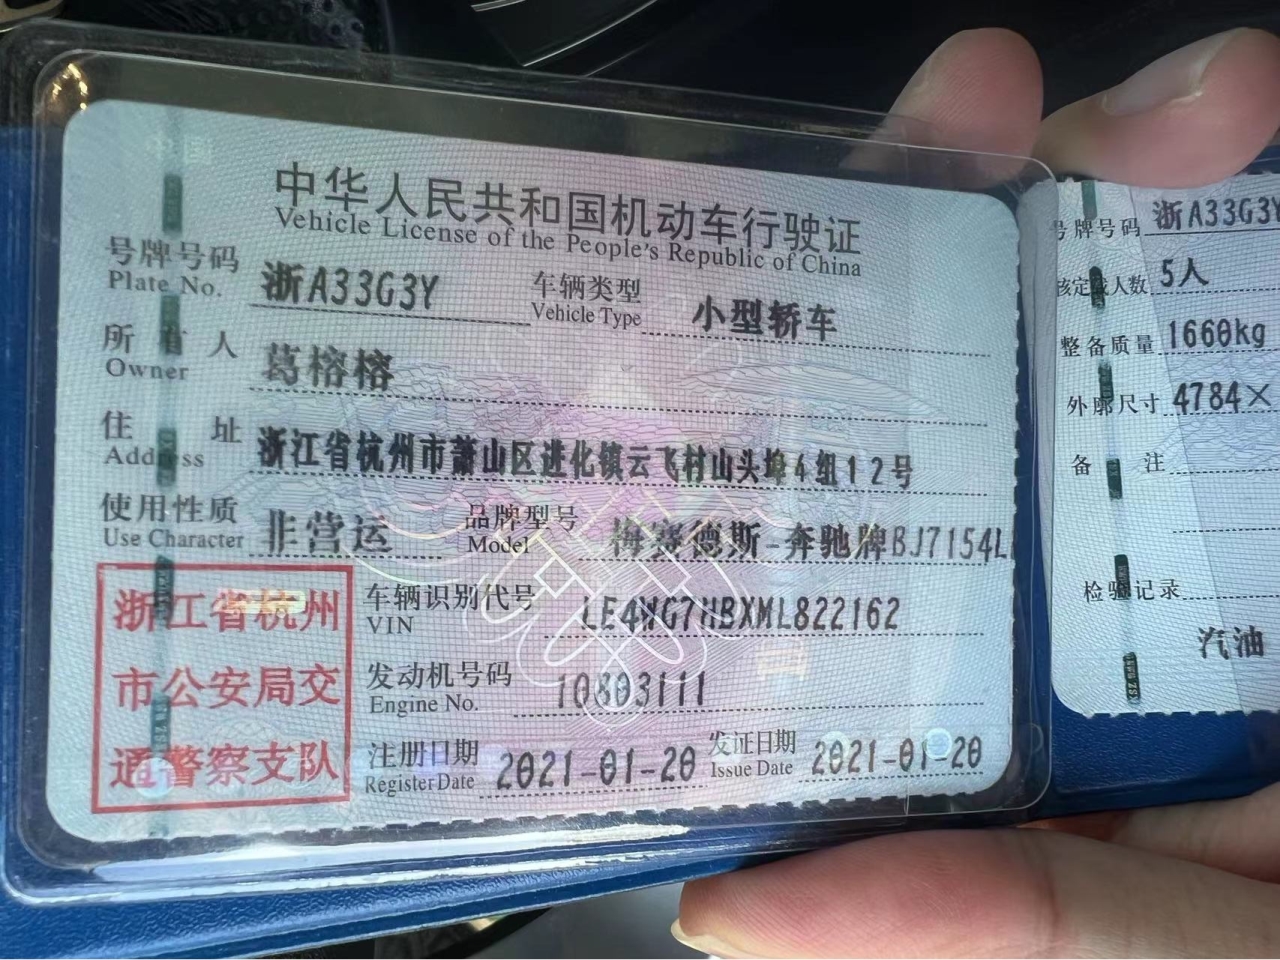 中华人民共和国机动车行驶证
Vehicle License of the People's Republic of China
号牌号码 浙A33G3Y 车辆类型 小型轿车
Plate No. Vehicle Type
所有人 葛榕榕
Owner
住址 浙江省杭州市萧山区进化镇云飞村山头埠4组12号
Address
使用性质 非营运 品牌型号 梅赛德斯-奔驰牌BJ7154L
Use Character Model
浙江省杭州
市公安局交
通警察支队
车辆识别代号 LE4WG7HBXML822162
VIN
发动机号码 10803111
Engine No.
注册日期 2021-01-20 发证日期 2021-01-20
Register Date Issue Date
号牌号码 浙A33G3Y
核定载人数 5人
整备质量 1660kg
外廓尺寸 4784×
备注
检验记录
汽油